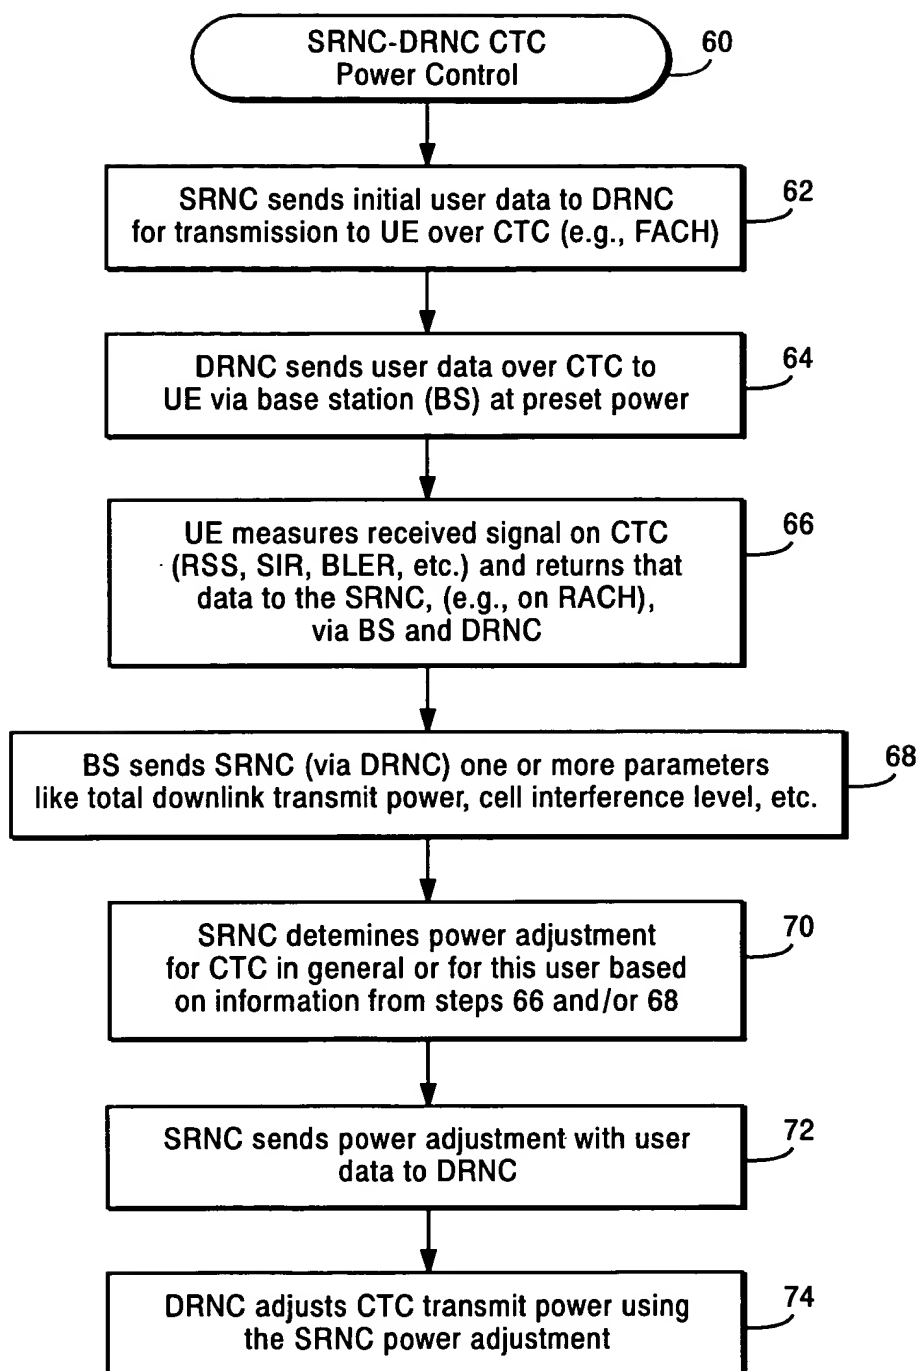 SRNC-DRNC CTC
Power Control
60
SRNC sends initial user data to DRNC
for transmission to UE over CTC (e.g., FACH)
62
DRNC sends user data over CTC to
UE via base station (BS) at preset power
64
UE measures received signal on CTC
(RSS, SIR, BLER, etc.) and returns that
data to the SRNC, (e.g., on RACH),
via BS and DRNC
66
BS sends SRNC (via DRNC) one or more parameters
like total downlink transmit power, cell interference level, etc.
68
SRNC detemines power adjustment
for CTC in general or for this user based
on information from steps 66 and/or 68
70
SRNC sends power adjustment with user
data to DRNC
72
DRNC adjusts CTC transmit power using
the SRNC power adjustment
74